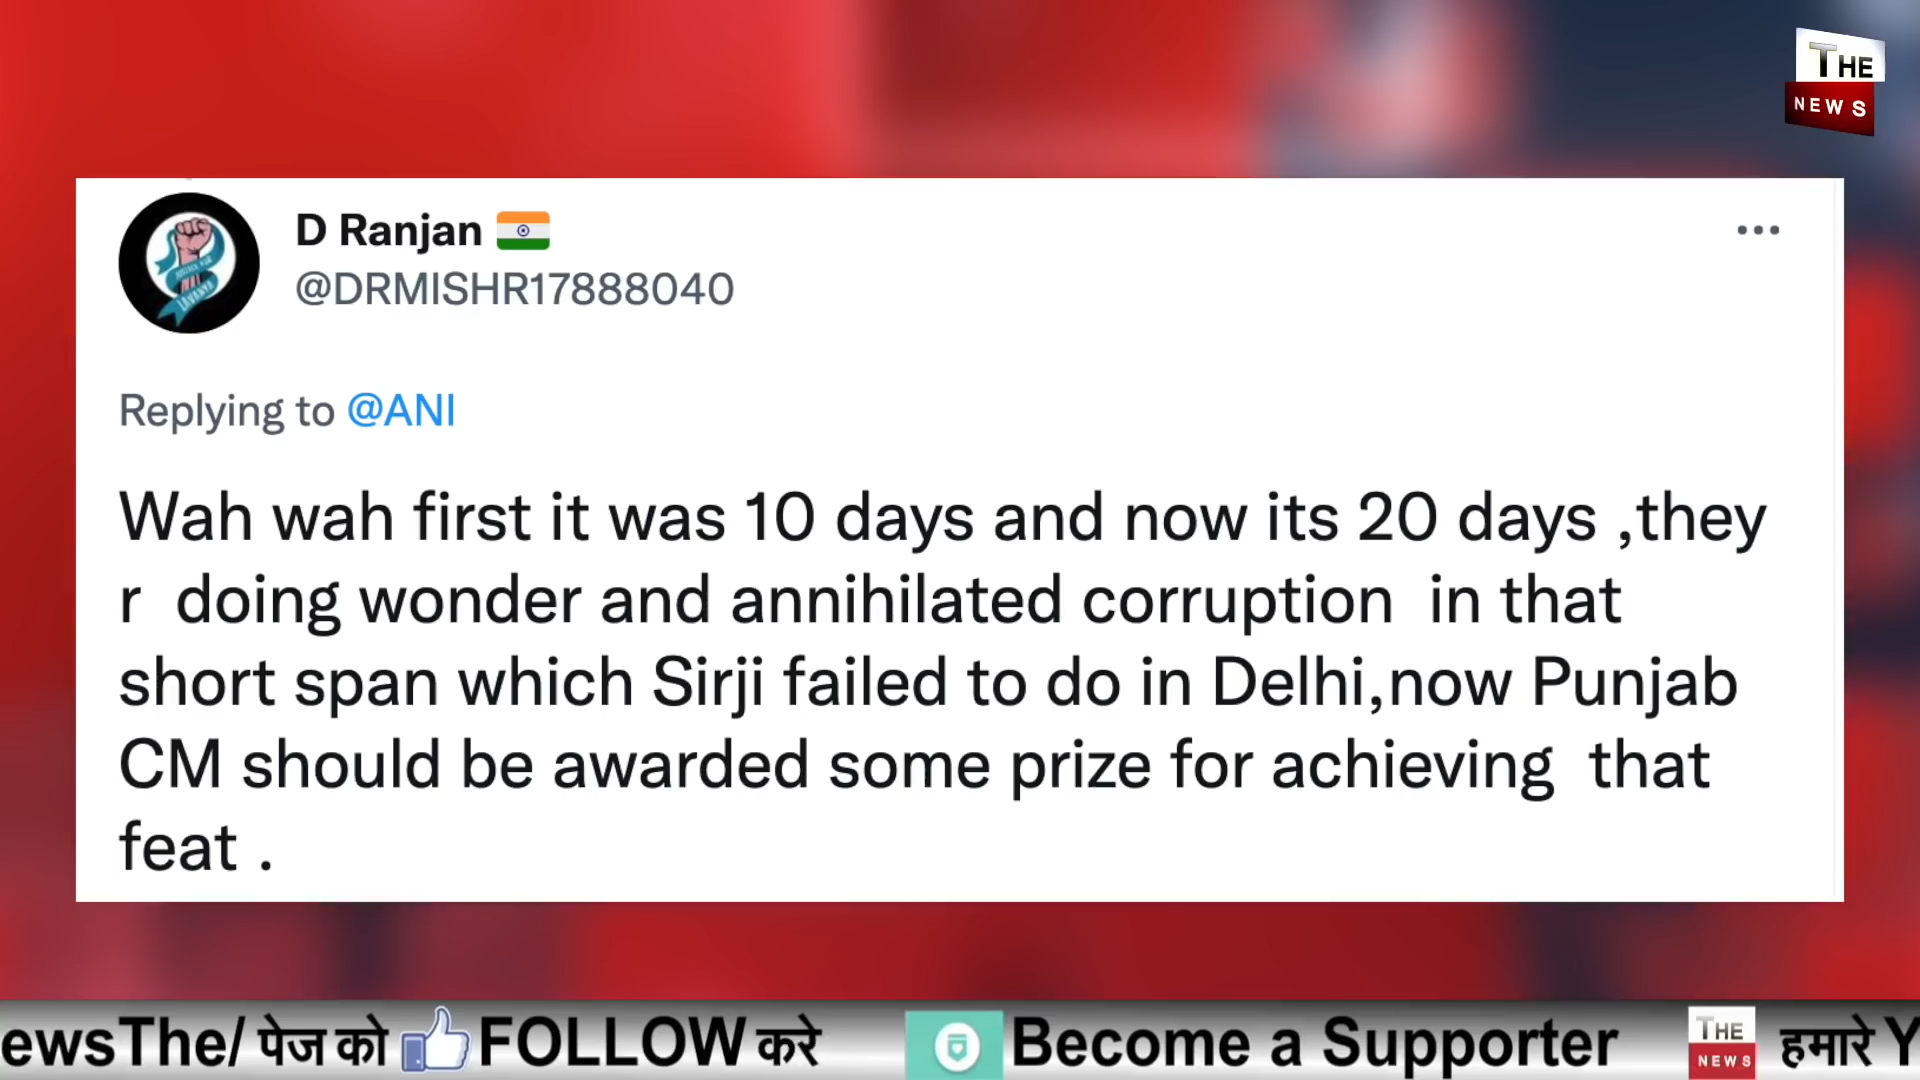 THE
NEWS
D Ranjan
@DRMISHR17888040
Replying to @ANI
Wah wah first it was 10 days and now its 20 days ,they
r doing wonder and annihilated corruption in that
short span which Sirji failed to do in Delhi,now Punjab
CM should be awarded some prize for achieving that
feat .
ewsThe/ पेज को FOLLOW करे Become a Supporter THE NEWS हमारे Y